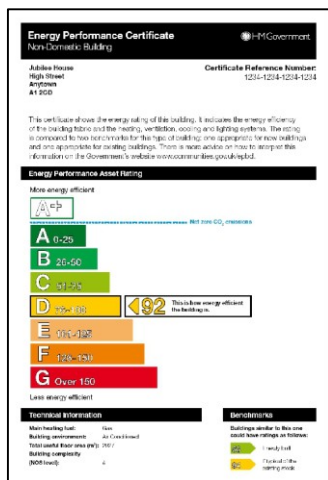 Energy Performance Certificate
Non-Domestic Building
HM Government
Jubilee House
High Street
Anytown
A1 2CD
Certificate Reference Number:
1234-1234-1234-1234
This certificate shows the energy rating of this building. It indicates the energy efficiency
of the building fabric and the heating, ventilation, cooling and lighting systems. The rating
is compared to two benchmarks for this type of building: one appropriate for new buildings
and one appropriate for existing buildings. There is more advice on how to interpret this
information on the Government's website www.communities.gov.uk/epbd.
Energy Performance Asset Rating
More energy efficient
A+
Net zero CO2 emissions
A 0-25
B 26-50
C 51-75
D 76-100
92 This is how energy efficient
the building is.
E 101-125
F 126-150
G Over 150
Less energy efficient
Technical Information
Main heating fuel: Gas
Building environment: Air Conditioned
Total useful floor area (m²):
Building complexity
(NOS level): 4
Benchmarks
Buildings similar to this one
could have ratings as follows:
If newly built
If typical of the
existing stock